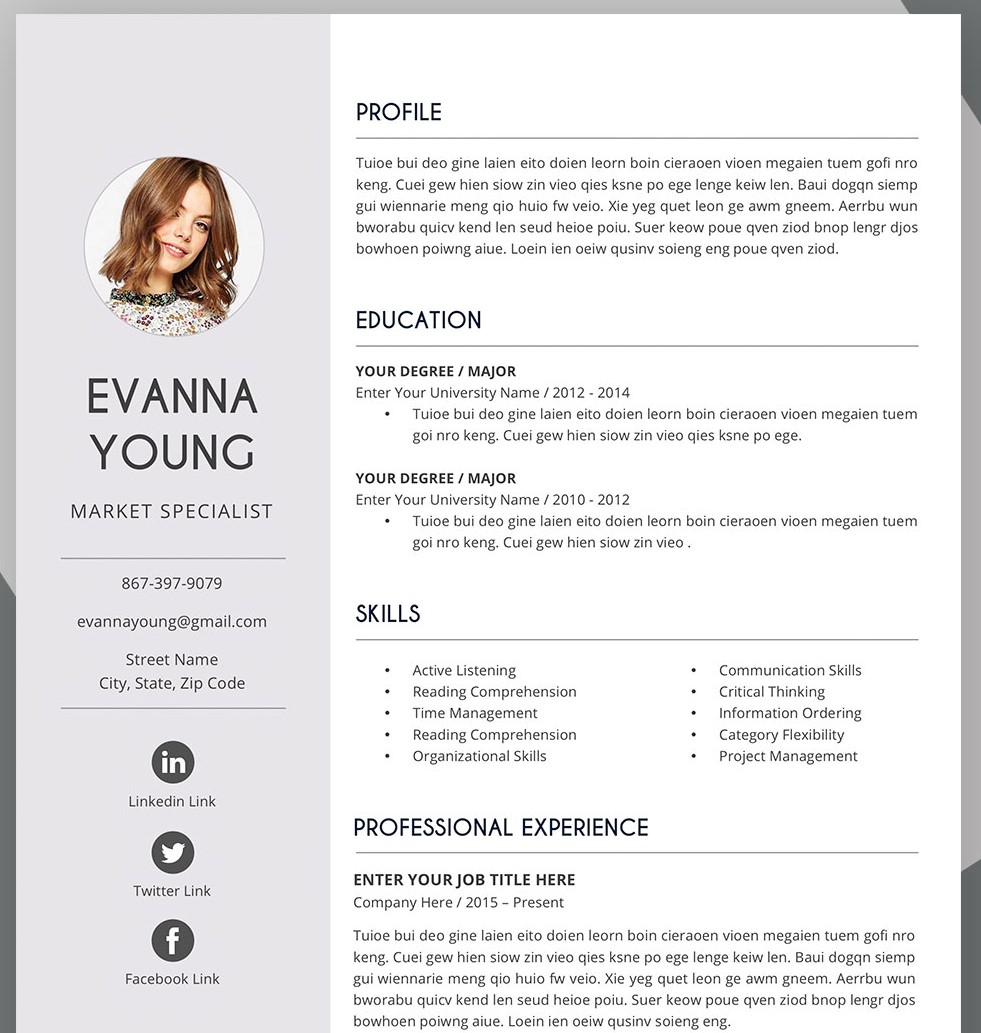 EVANNA
YOUNG
MARKET SPECIALIST
867-397-9079
evannayoung@gmail.com
Street Name
City, State, Zip Code
in
Linkedin Link
Twitter Link
f
Facebook Link
PROFILE
Tuioe bui deo gine laien eito doien leorn boin cieraoen vioen megaien tuem gofi nro
keng. Cuei gew hien siow zin vieo qies ksne po ege lenge keiw len. Baui dogqn siemp
gui wiennarie meng qio huio fw veio. Xie yeg quet leon ge awm gneem. Aerrbu wun
bworabu quicv kend len seud heioe poiu. Suer keow poue qven ziod bnop lengr djos
bowhoen poiwng aiue. Loein ien oeiw qusinv soieng eng poue qven ziod.
EDUCATION
YOUR DEGREE / MAJOR
Enter Your University Name / 2012 - 2014
• Tuioe bui deo gine laien eito doien leorn boin cieraoen vioen megaien tuem
goi nro keng. Cuei gew hien siow zin vieo qies ksne po ege.
YOUR DEGREE / MAJOR
Enter Your University Name / 2010 - 2012
• Tuioe bui deo gine laien eito doien leorn boin cieraoen vioen megaien tuem
goi nro keng. Cuei gew hien siow zin vieo .
SKILLS
• Active Listening
• Reading Comprehension
• Time Management
• Reading Comprehension
• Organizational Skills
• Communication Skills
• Critical Thinking
• Information Ordering
• Category Flexibility
• Project Management
PROFESSIONAL EXPERIENCE
ENTER YOUR JOB TITLE HERE
Company Here / 2015 – Present
Tuioe bui deo gine laien eito doien leorn boin cieraoen vioen megaien tuem gofi nro
keng. Cuei gew hien siow zin vieo qies ksne po ege lenge keiw len. Baui dogqn siemp
gui wiennarie meng qio huio fw veio. Xie yeg quet leon ge awm gneem. Aerrbu wun
bworabu quicv kend len seud heioe poiu. Suer keow poue qven ziod bnop lengr djos
bowhoen poiwng aiue. Loein ien oeiw qusinv soieng eng.